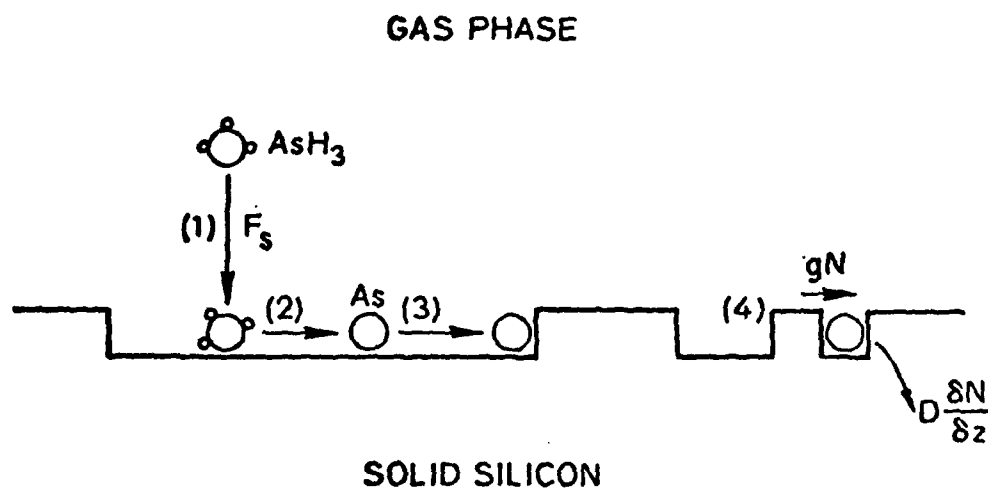 GAS PHASE
AsH3
(1) Fs
(2) As (3)
(4) gN
D δN/δz
SOLID SILICON